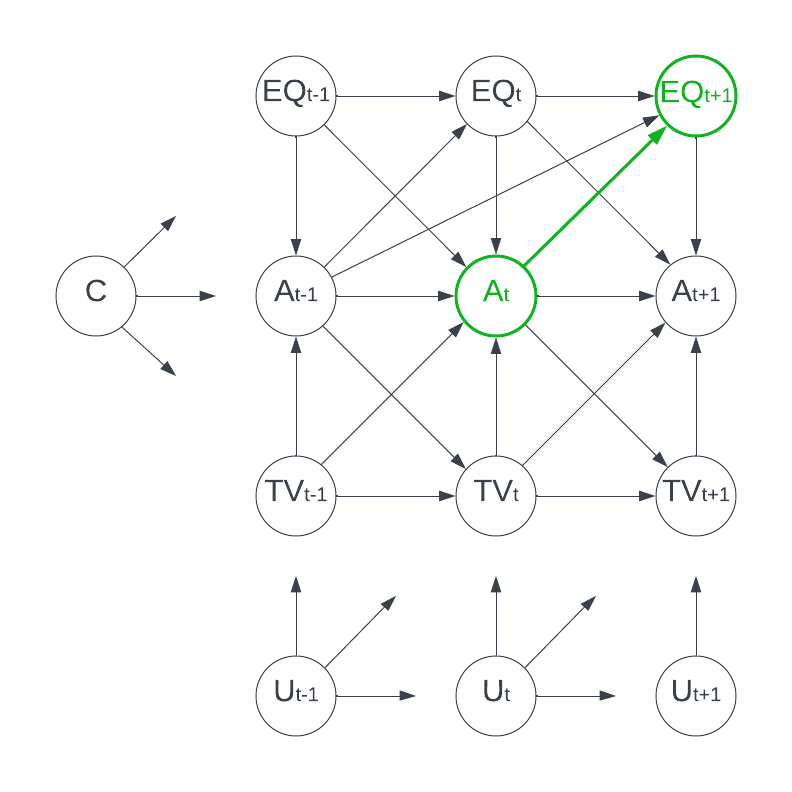 EQt-1 EQt EQt+1
C At-1 At At+1
TVt-1 TVt TVt+1
Ut-1 Ut Ut+1